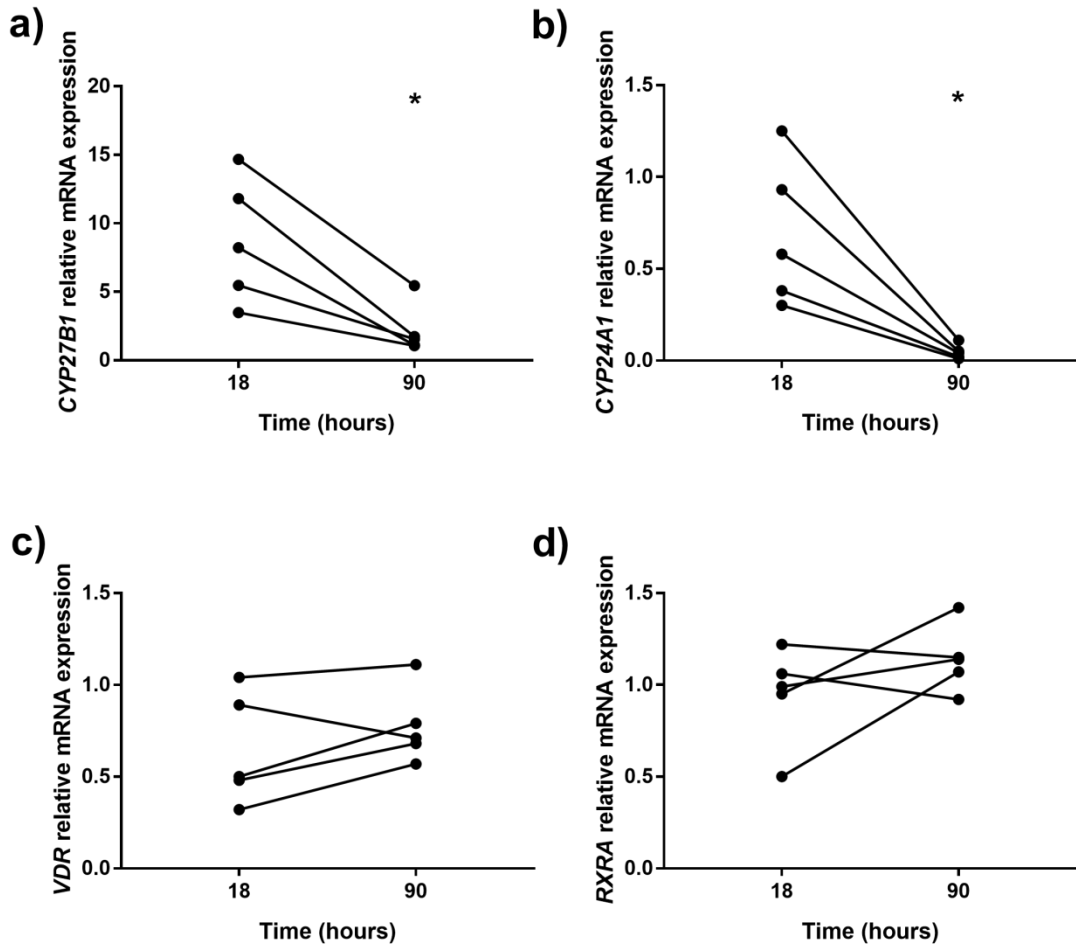 a)
CYP27B1 relative mRNA expression
20
15
10
5
0
*
18
90
Time (hours)
b)
CYP24A1 relative mRNA expression
1.5
1.0
0.5
0.0
*
18
90
Time (hours)
c)
VDR relative mRNA expression
1.5
1.0
0.5
0.0
18
90
Time (hours)
d)
RXRA relative mRNA expression
1.5
1.0
0.5
0.0
18
90
Time (hours)